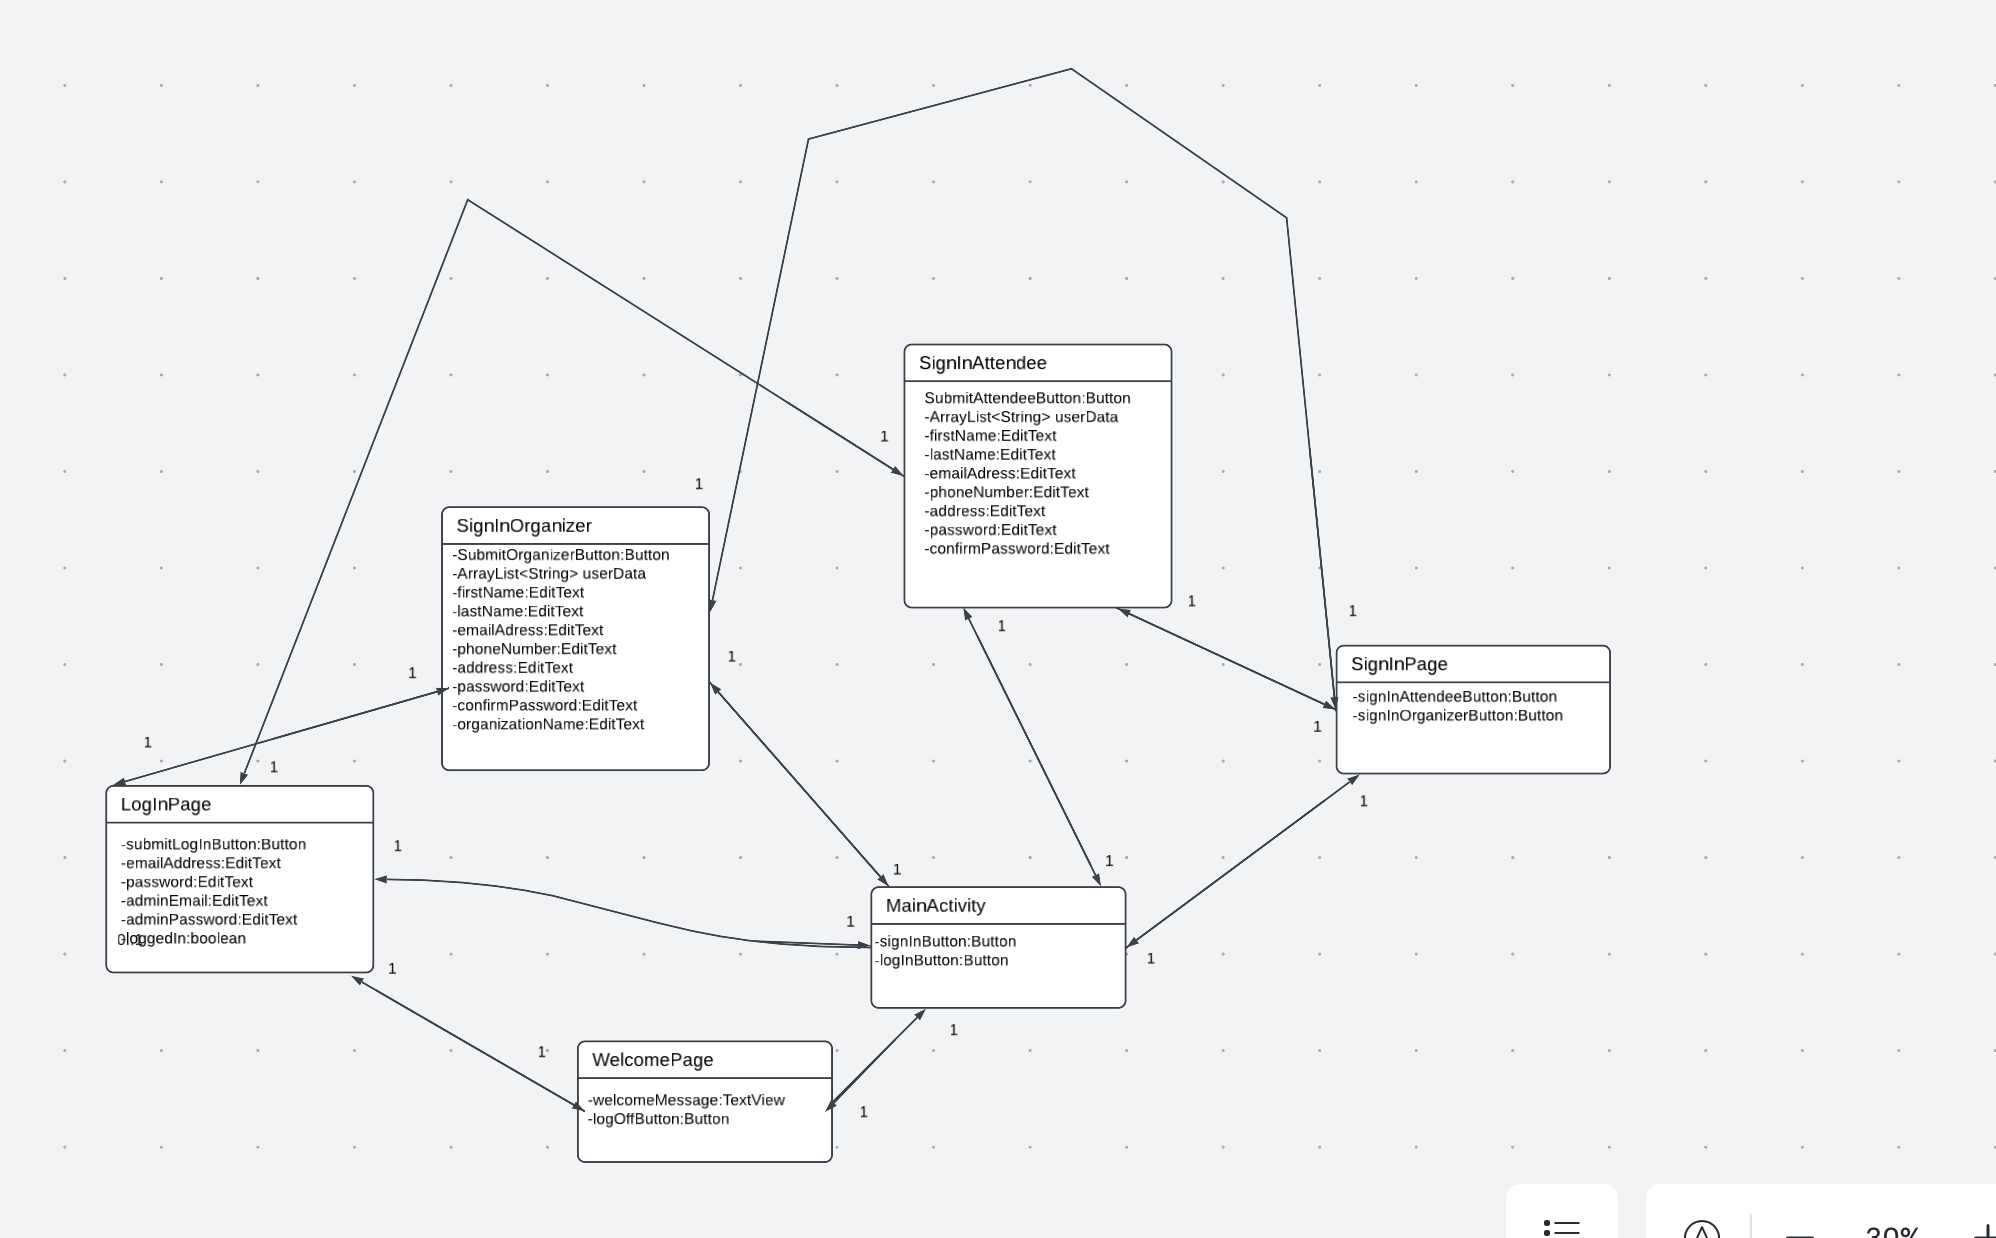 SignInAttendee
SubmitAttendeeButton:Button
-ArrayList<String> userData
-firstName:EditText
-lastName:EditText
-emailAdress:EditText
-phoneNumber:EditText
-address:EditText
-password:EditText
-confirmPassword:EditText
1
1
1
SignInOrganizer
-SubmitOrganizerButton:Button
-ArrayList<String> userData
-firstName:EditText
-lastName:EditText
-emailAdress:EditText
-phoneNumber:EditText
-address:EditText
-password:EditText
-confirmPassword:EditText
-organizationName:EditText
1
1
1
SignInPage
-signInAttendeeButton:Button
-signInOrganizerButton:Button
1
1
1
LogInPage
-submitLogInButton:Button
-emailAddress:EditText
-password:EditText
-adminEmail:EditText
-adminPassword:EditText
-loggedIn:boolean
1
1
1
1
MainActivity
-signInButton:Button
-logInButton:Button
1
1
1
1
1
WelcomePage
-welcomeMessage:TextView
-logOffButton:Button
1
1
30%